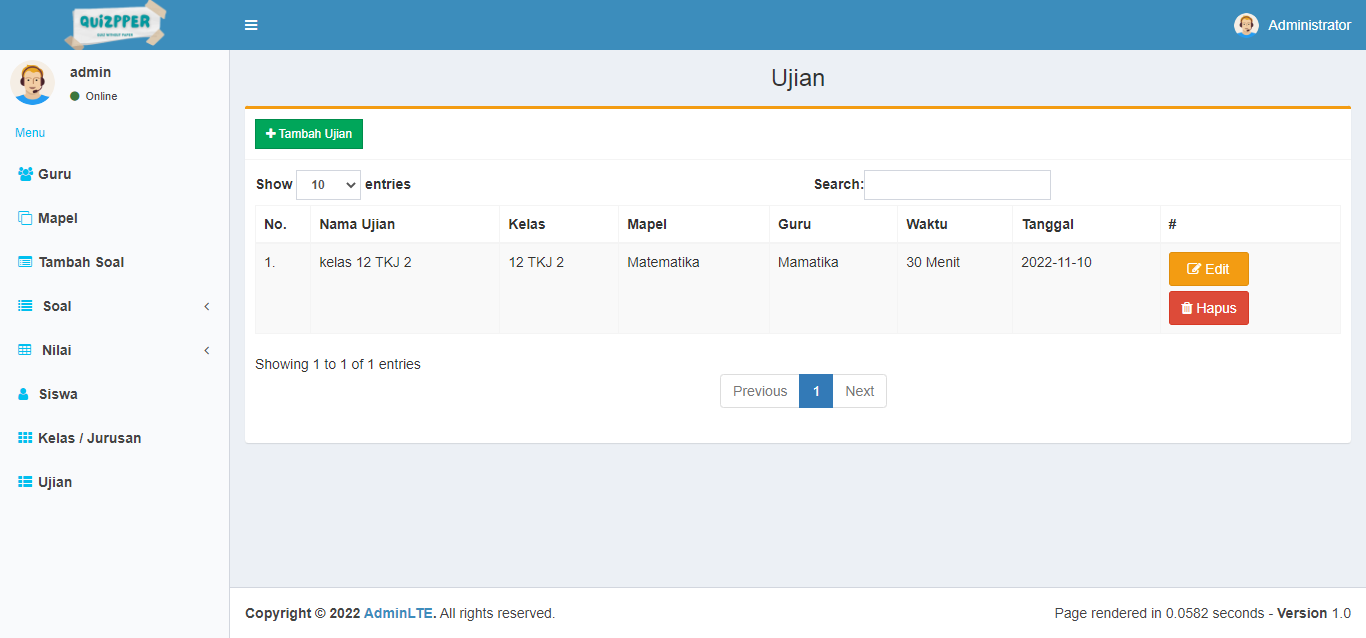 QUIZPPER
QUIZ WITHOUT PAPER
Administrator
admin
Online
Menu
Guru
Mapel
Tambah Soal
Soal
Nilai
Siswa
Kelas / Jurusan
Ujian
Ujian
Tambah Ujian
Show 10 entries Search:
No. Nama Ujian Kelas Mapel Guru Waktu Tanggal #
1. kelas 12 TKJ 2 12 TKJ 2 Matematika Mamatika 30 Menit 2022-11-10 Edit
Hapus
Showing 1 to 1 of 1 entries
Previous 1 Next
Copyright © 2022 AdminLTE. All rights reserved. Page rendered in 0.0582 seconds - Version 1.0